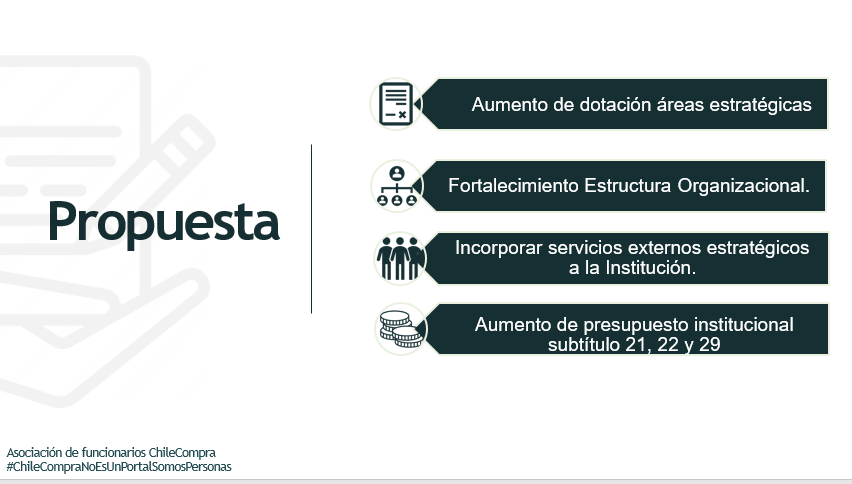 Propuesta
Aumento de dotación áreas estratégicas
Fortalecimiento Estructura Organizacional.
Incorporar servicios externos estratégicos
a la Institución.
Aumento de presupuesto institucional
subtítulo 21, 22 y 29
Asociación de funcionarios ChileCompra
#ChileCompraNoEsUnPortalSomosPersonas